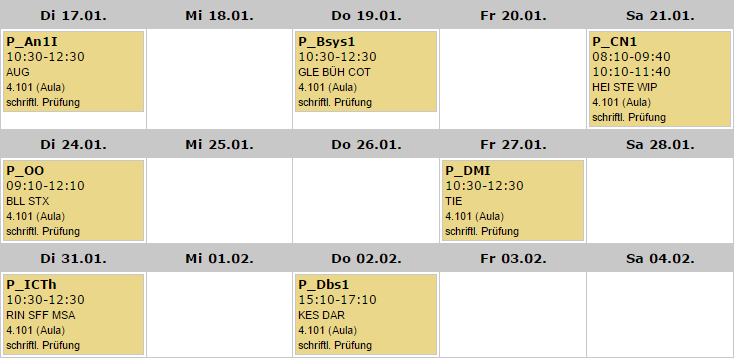 Di 17.01. Mi 18.01. Do 19.01. Fr 20.01. Sa 21.01.
P_An1I
10:30-12:30
AUG
4.101 (Aula)
schriftl. Prüfung
P_Bsys1
10:30-12:30
GLE BÜH COT
4.101 (Aula)
schriftl. Prüfung
P_CN1
08:10-09:40
10:10-11:40
HEI STE WIP
4.101 (Aula)
schriftl. Prüfung
Di 24.01. Mi 25.01. Do 26.01. Fr 27.01. Sa 28.01.
P_OO
09:10-12:10
BLL STX
4.101 (Aula)
schriftl. Prüfung
P_DMI
10:30-12:30
TIE
4.101 (Aula)
schriftl. Prüfung
Di 31.01. Mi 01.02. Do 02.02. Fr 03.02. Sa 04.02.
P_ICTh
10:30-12:30
RIN SFF MSA
4.101 (Aula)
schriftl. Prüfung
P_Dbs1
15:10-17:10
KES DAR
4.101 (Aula)
schriftl. Prüfung